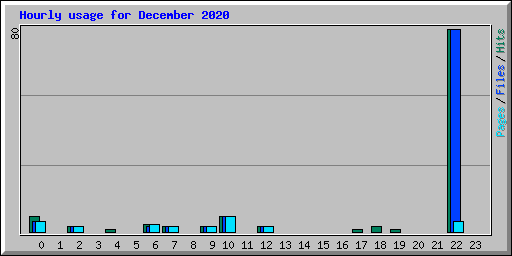 Hourly usage for December 2020
80
Pages/Files/Hits
0 1 2 3 4 5 6 7 8 9 10 11 12 13 14 15 16 17 18 19 20 21 22 23